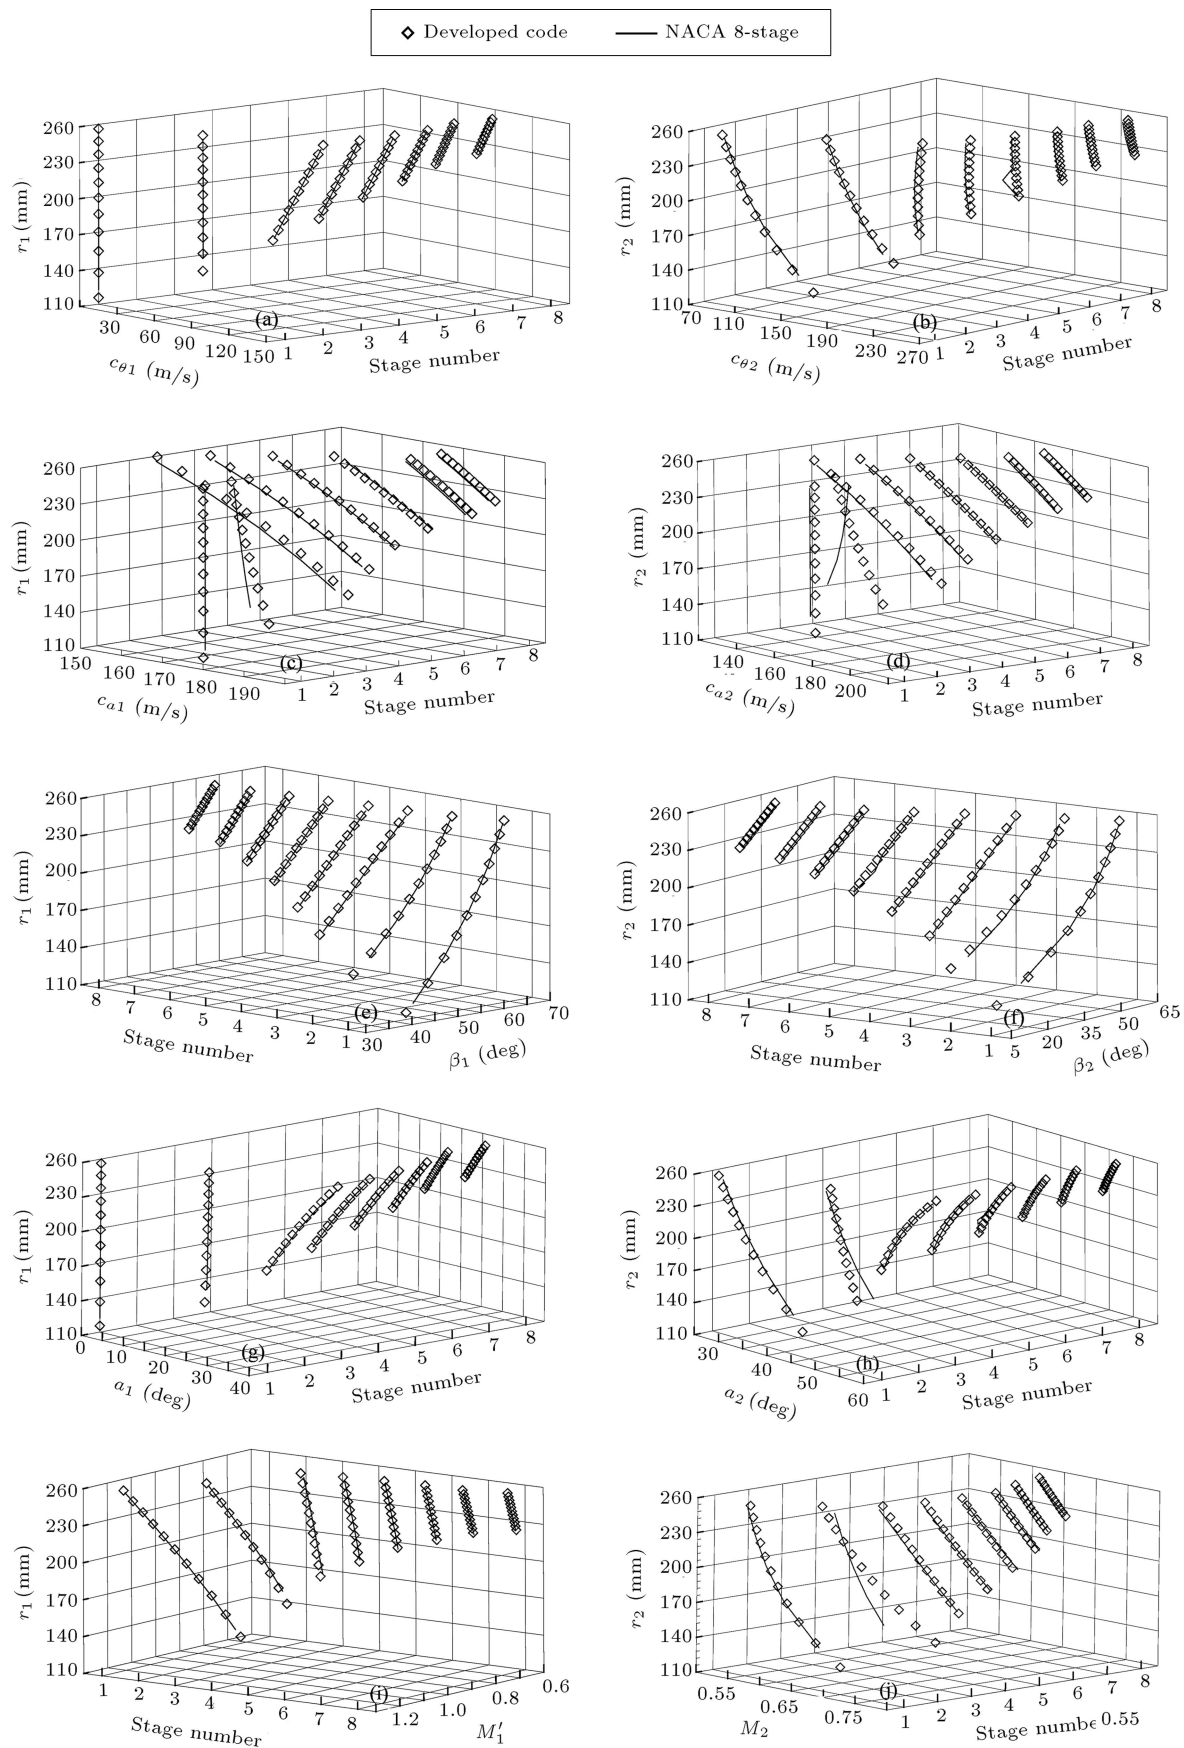 Developed code NACA 8-stage
260 230 200 170 140 110
r1 (mm)
30 60 90 120 150
cθ1 (m/s)
(a)
1 2 3 4 5 6 7 8
Stage number
260 230 200 170 140 110
r2 (mm)
70 110 150 190 230 270
cθ2 (m/s)
(b)
1 2 3 4 5 6 7 8
Stage number
260 230 200 170 140 110
r1 (mm)
150 160 170 180 190
ca1 (m/s)
(c)
1 2 3 4 5 6 7 8
Stage number
260 230 200 170 140 110
r2 (mm)
140 160 180 200
ca2 (m/s)
(d)
1 2 3 4 5 6 7 8
Stage number
260 230 200 170 140 110
r1 (mm)
8 7 6 5 4 3 2 1
Stage number
(e)
30 40 50 60 70
β1 (deg)
260 230 200 170 140 110
r2 (mm)
8 7 6 5 4 3 2 1
Stage number
(f)
5 20 35 50 65
β2 (deg)
260 230 200 170 140 110
r1 (mm)
0 10 20 30 40
a1 (deg)
(g)
1 2 3 4 5 6 7 8
Stage number
260 230 200 170 140 110
r2 (mm)
30 40 50 60
a2 (deg)
(h)
1 2 3 4 5 6 7 8
Stage number
260 230 200 170 140 110
r1 (mm)
1 2 3 4 5 6 7 8
Stage number
(i)
1.2 1.0 0.8 0.6
M′1
260 230 200 170 140 110
r2 (mm)
0.55 0.65 0.75
M2
(j)
1 2 3 4 5 6 7 8
Stage numbe 0.55